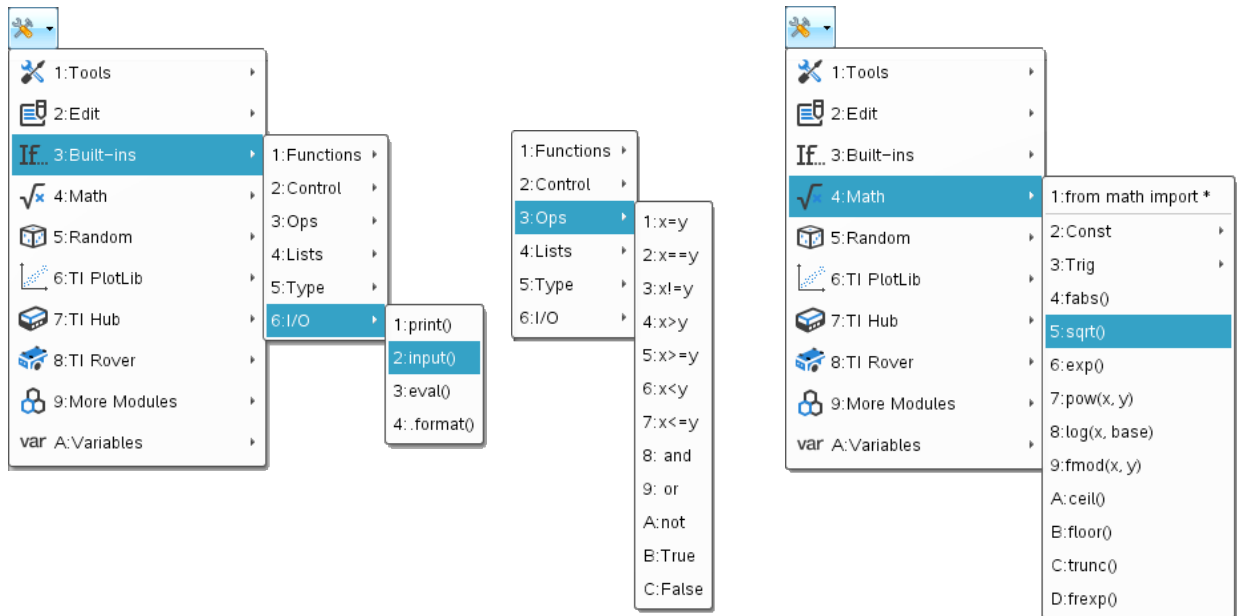 1:Tools
2:Edit
If... 3:Built-ins
4:Math
5:Random
6:TI PlotLib
7:TI Hub
8:TI Rover
9:More Modules
var A:Variables
1:Functions
2:Control
3:Ops
4:Lists
5:Type
6:I/O
1:print()
2:input()
3:eval()
4:.format()
1:Functions
2:Control
3:Ops
4:Lists
5:Type
6:I/O
1:x=y
2:x==y
3:x!=y
4:x>y
5:x>=y
6:x<y
7:x<=y
8: and
9: or
A:not
B:True
C:False
1:Tools
2:Edit
If... 3:Built-ins
4:Math
5:Random
6:TI PlotLib
7:TI Hub
8:TI Rover
9:More Modules
var A:Variables
1:from math import *
2:Const
3:Trig
4:fabs()
5:sqrt()
6:exp()
7:pow(x, y)
8:log(x, base)
9:fmod(x, y)
A:ceil()
B:floor()
C:trunc()
D:frexp()